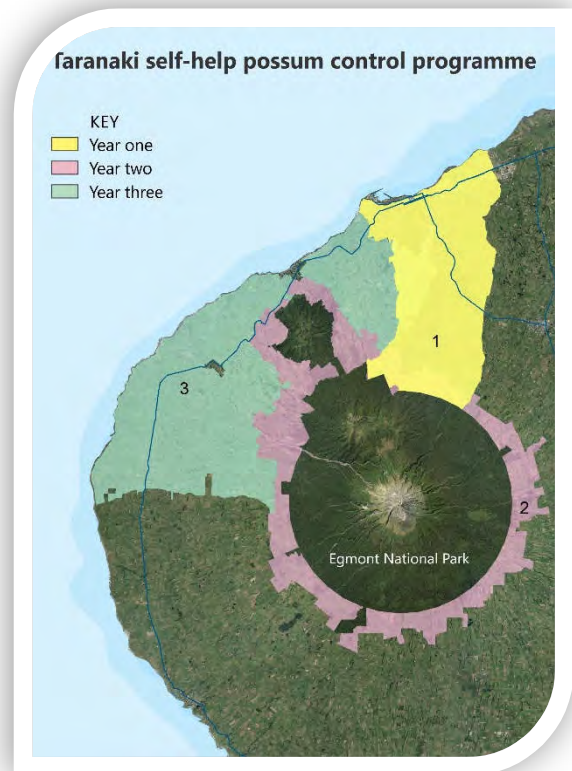 Taranaki self-help possum control programme
KEY
Year one
Year two
Year three
1
3
2
Egmont National Park